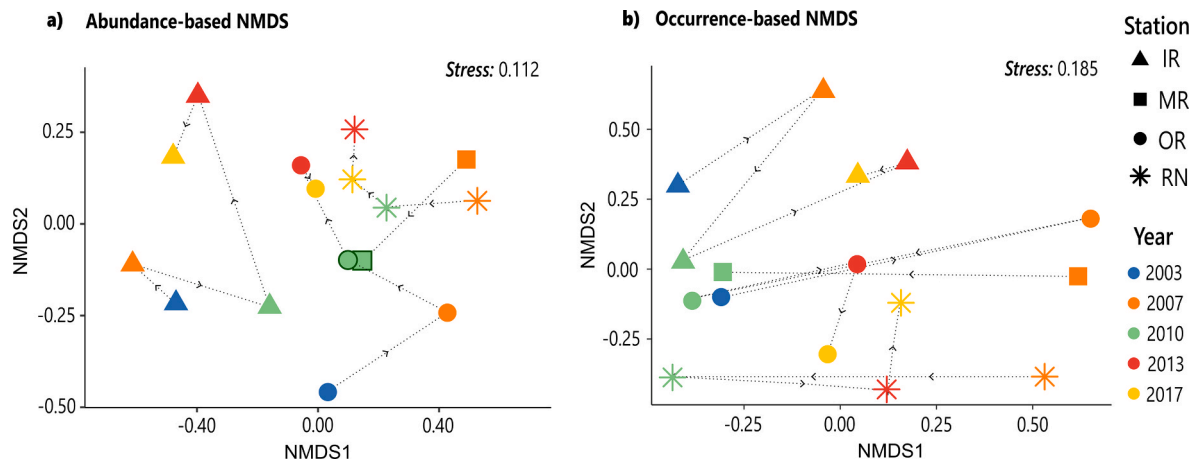 a) Abundance-based NMDS
Stress: 0.112
0.25
0.00
-0.25
-0.50
NMDS2
-0.40
0.00
0.40
NMDS1
b) Occurrence-based NMDS
Stress: 0.185
0.50
0.25
0.00
-0.25
NMDS2
-0.25
0.00
0.25
0.50
NMDS1
Station
IR
MR
OR
RN
Year
2003
2007
2010
2013
2017